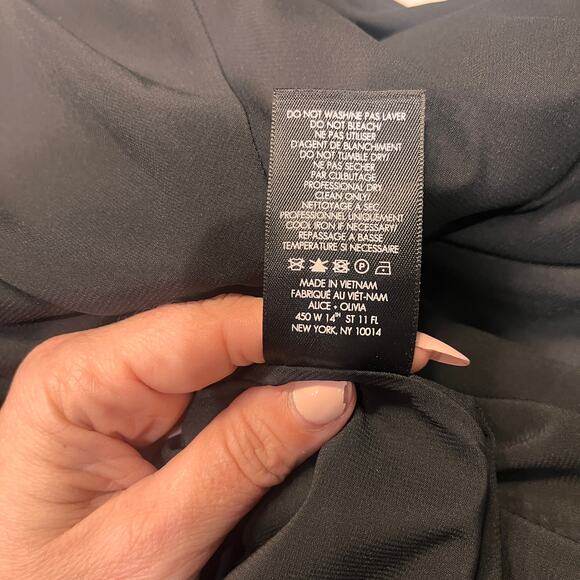 DO NOT WASH/NE PAS LAVER
DO NOT BLEACH/
NE PAS UTILISER
D'AGENT DE BLANCHIMENT
DO NOT TUMBLE DRY/
NE PAS SECHER
PAR CULBUTAGE
PROFESSIONAL DRY
CLEAN ONLY/
NETTOYAGE A SEC
PROFESSIONNEL UNIQUEMENT
COOL IRON IF NECESSARY/
REPASSAGE A BASSE
TEMPERATURE SI NECESSAIRE
P
MADE IN VIETNAM
FABRIQUÉ AU VIÊT-NAM
ALICE + OLIVIA
450 W 14TH ST 11 FL
NEW YORK, NY 10014